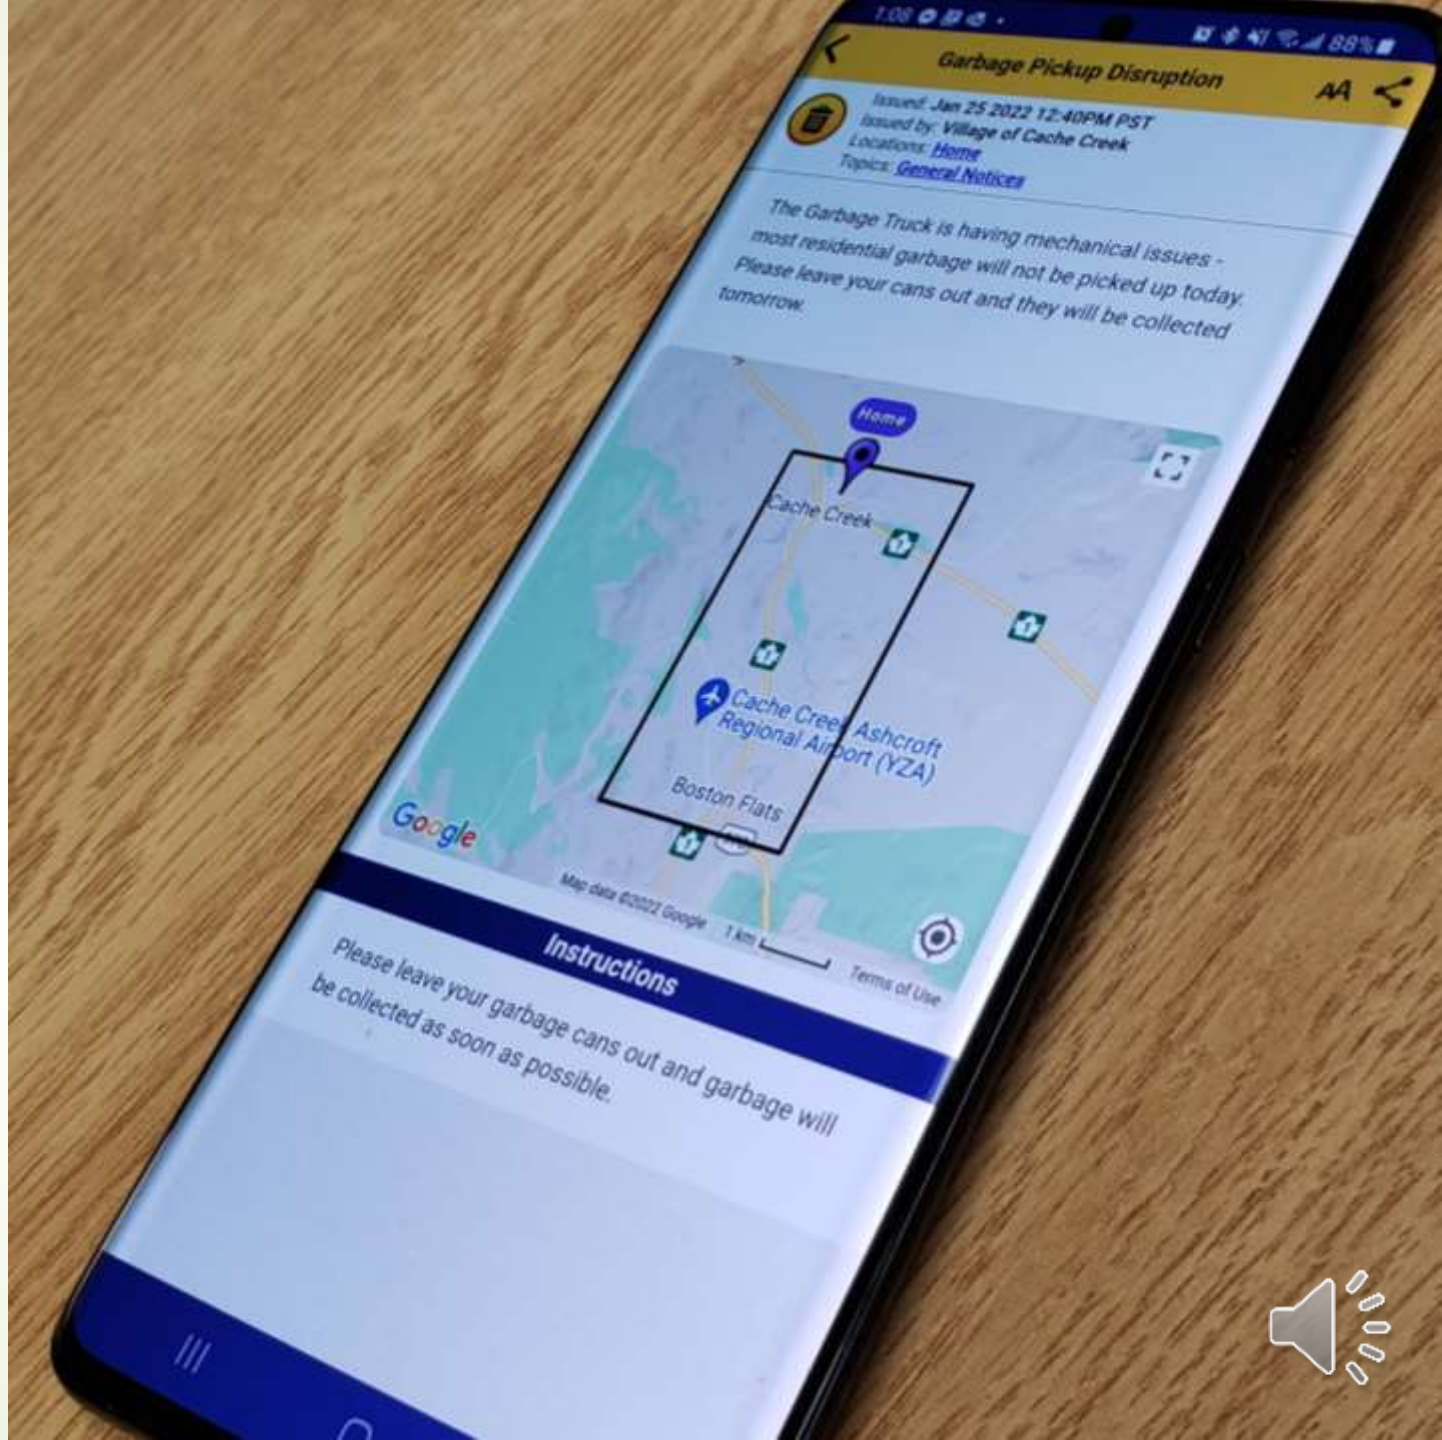 1:08
88%
Garbage Pickup Disruption
AA
Issued: Jan 25 2022 12:40PM PST
Issued by: Village of Cache Creek
Locations: Home
Topics: General Notices
The Garbage Truck is having mechanical issues -
most residential garbage will not be picked up today.
Please leave your cans out and they will be collected
tomorrow.
Home
Cache Creek
1
1
1
Cache Creek Ashcroft
Regional Airport (YZA)
Boston Flats
1
Google
Map data ©2022 Google
1 km
Terms of Use
Instructions
Please leave your garbage cans out and garbage will
be collected as soon as possible.